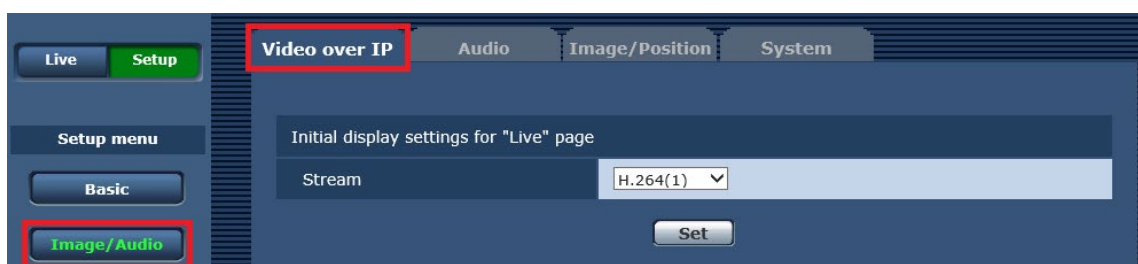 Live Setup
Setup menu
Basic
Image/Audio
Video over IP Audio Image/Position System
Initial display settings for "Live" page
Stream H.264(1)
Set